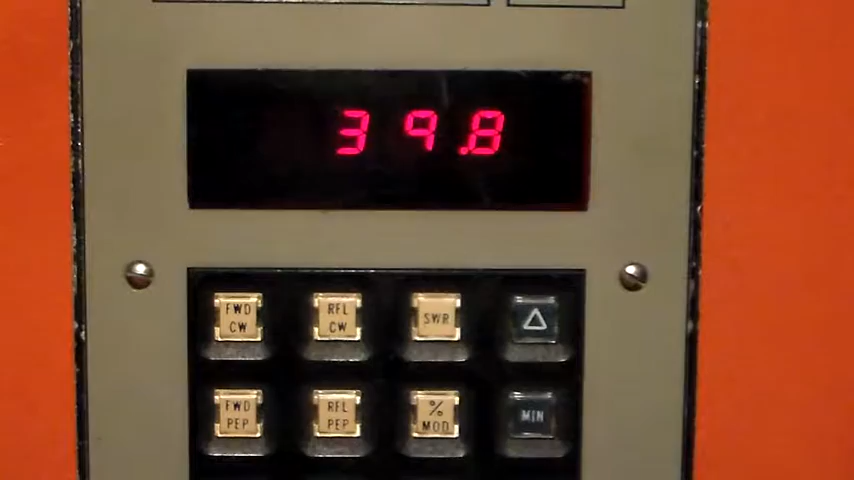 39.8
FWD CW
RFL CW
SWR
△
FWD PEP
RFL PEP
% MOD
MIN